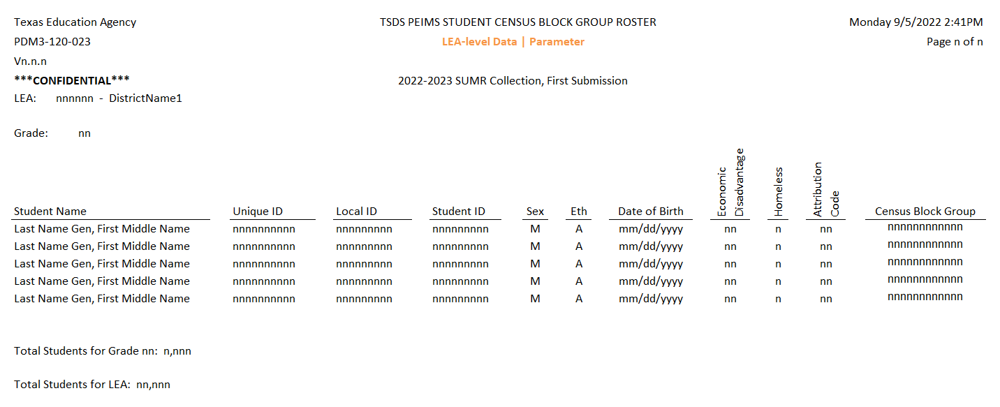 Texas Education Agency TSDS PEIMS STUDENT CENSUS BLOCK GROUP ROSTER Monday 9/5/2022 2:41PM
PDM3-120-023 LEA-level Data | Parameter Page n of n
Vn.n.n
***CONFIDENTIAL*** 2022-2023 SUMR Collection, First Submission
LEA: nnnnnn - DistrictName1
Grade: nn
Student Name Unique ID Local ID Student ID Sex Eth Date of Birth Economic Disadvantage Homeless Attribution Code Census Block Group
Last Name Gen, First Middle Name nnnnnnnnnn nnnnnnnnn nnnnnnnnn M A mm/dd/yyyy nn n nn nnnnnnnnnnnn
Last Name Gen, First Middle Name nnnnnnnnnn nnnnnnnnn nnnnnnnnn M A mm/dd/yyyy nn n nn nnnnnnnnnnnn
Last Name Gen, First Middle Name nnnnnnnnnn nnnnnnnnn nnnnnnnnn M A mm/dd/yyyy nn n nn nnnnnnnnnnnn
Last Name Gen, First Middle Name nnnnnnnnnn nnnnnnnnn nnnnnnnnn M A mm/dd/yyyy nn n nn nnnnnnnnnnnn
Last Name Gen, First Middle Name nnnnnnnnnn nnnnnnnnn nnnnnnnnn M A mm/dd/yyyy nn n nn nnnnnnnnnnnn
Total Students for Grade nn: n,nnn
Total Students for LEA: nn,nnn